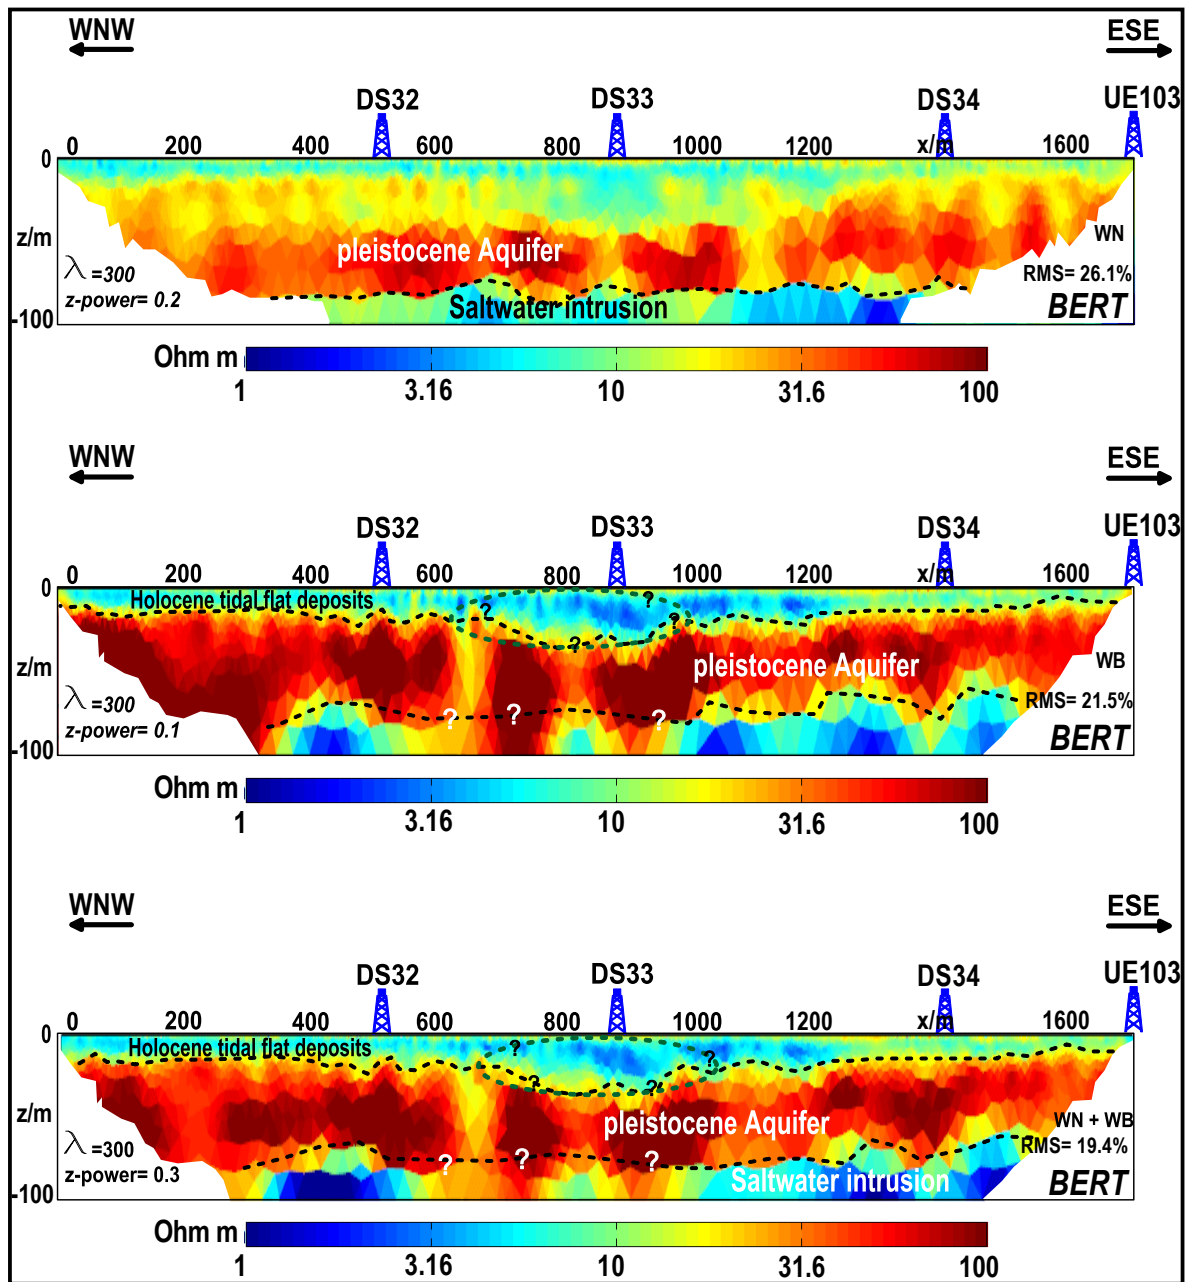 WNW ESE
DS32 DS33 DS34 UE103
0 200 400 600 800 1000 1200 x/m 1600
0
z/m
-100
pleistocene Aquifer
WN
λ =300
z-power= 0.2
RMS= 26.1%
BERT
Saltwater intrusion
Ohm m
1 3.16 10 31.6 100
WNW ESE
DS32 DS33 DS34 UE103
0 200 400 600 800 1000 1200 x/m 1600
0
Holocene tidal flat deposits
? ? ? ?
z/m
pleistocene Aquifer
WB
λ =300
z-power= 0.1
RMS= 21.5%
? ? ?
BERT
-100
Ohm m
1 3.16 10 31.6 100
WNW ESE
DS32 DS33 DS34 UE103
0 200 400 600 800 1000 1200 x/m 1600
0
Holocene tidal flat deposits
? ? ? ?
z/m
pleistocene Aquifer
WN + WB
λ =300
z-power= 0.3
RMS= 19.4%
? ? ?
Saltwater intrusion
BERT
-100
Ohm m
1 3.16 10 31.6 100